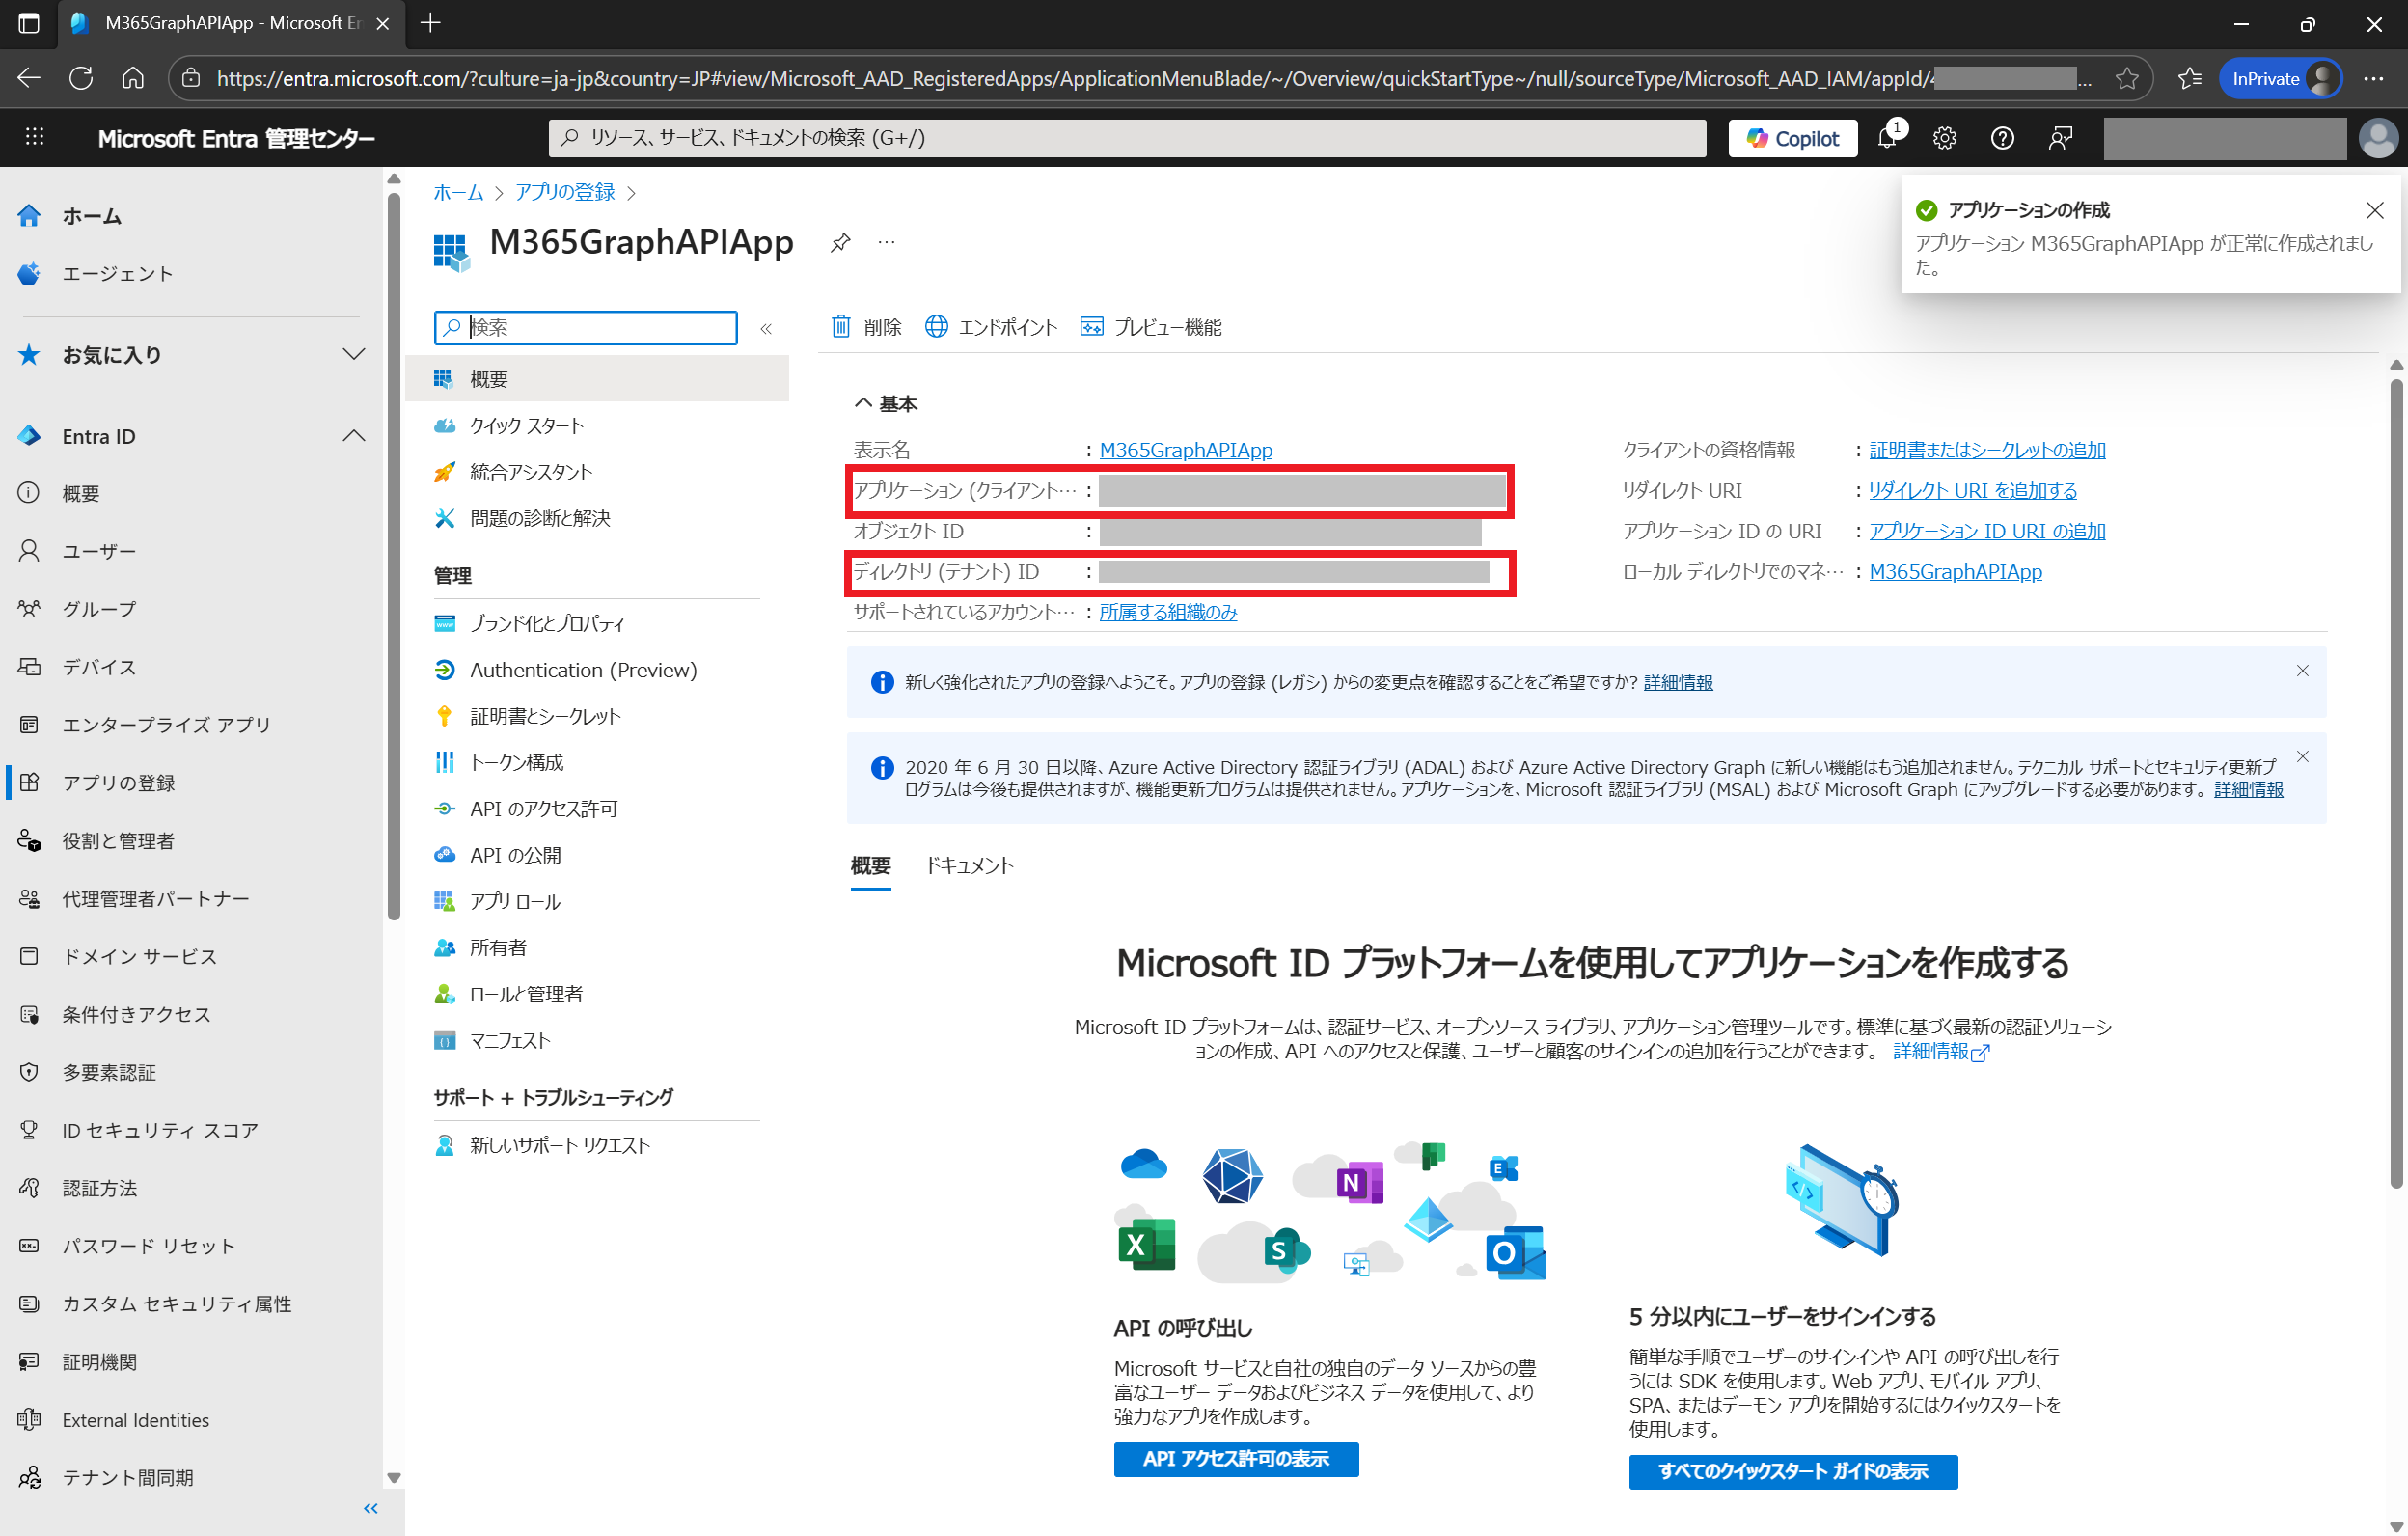 M365GraphAPIApp - Microsoft En
https://entra.microsoft.com/?culture=ja-jp&country=JP#view/Microsoft_AAD_RegisteredApps/ApplicationMenuBlade/~/Overview/quickStartType~/null/sourceType/Microsoft_AAD_IAM/appId/4 ...
InPrivate
Microsoft Entra 管理センター
リソース、サービス、ドキュメントの検索 (G+/)
Copilot
1
ホーム
エージェント
お気に入り
Entra ID
概要
ユーザー
グループ
デバイス
エンタープライズ アプリ
アプリの登録
役割と管理者
代理管理者パートナー
ドメイン サービス
条件付きアクセス
多要素認証
ID セキュリティ スコア
認証方法
パスワード リセット
カスタム セキュリティ属性
証明機関
External Identities
テナント間同期
ホーム > アプリの登録 >
M365GraphAPIApp
検索
概要
クイック スタート
統合アシスタント
問題の診断と解決
管理
ブランド化とプロパティ
Authentication (Preview)
証明書とシークレット
トークン構成
API のアクセス許可
API の公開
アプリ ロール
所有者
ロールと管理者
マニフェスト
サポート + トラブルシューティング
新しいサポート リクエスト
アプリケーションの作成
アプリケーション M365GraphAPIApp が正常に作成されまし
た。
削除 エンドポイント プレビュー機能
基本
表示名 : M365GraphAPIApp
アプリケーション (クライアント… :
オブジェクト ID :
ディレクトリ (テナント) ID :
サポートされているアカウント… : 所属する組織のみ
クライアントの資格情報 : 証明書またはシークレットの追加
リダイレクト URI : リダイレクト URI を追加する
アプリケーション ID の URI : アプリケーション ID URI の追加
ローカル ディレクトリでのマネ… : M365GraphAPIApp
新しく強化されたアプリの登録へようこそ。アプリの登録 (レガシ) からの変更点を確認することをご希望ですか? 詳細情報
2020 年 6 月 30 日以降、Azure Active Directory 認証ライブラリ (ADAL) および Azure Active Directory Graph に新しい機能はもう追加されません。テクニカル サポートとセキュリティ更新プ
ログラムは今後も提供されますが、機能更新プログラムは提供されません。アプリケーションを、Microsoft 認証ライブラリ (MSAL) および Microsoft Graph にアップグレードする必要があります。 詳細情報
概要 ドキュメント
Microsoft ID プラットフォームを使用してアプリケーションを作成する
Microsoft ID プラットフォームは、認証サービス、オープンソース ライブラリ、アプリケーション管理ツールです。標準に基づく最新の認証ソリューシ
ョンの作成、API へのアクセスと保護、ユーザーと顧客のサインインの追加を行うことができます。 詳細情報
N
E
X
S
O
API の呼び出し
Microsoft サービスと自社の独自のデータ ソースからの豊
富なユーザー データおよびビジネス データを使用して、より
強力なアプリを作成します。
API アクセス許可の表示
5 分以内にユーザーをサインインする
簡単な手順でユーザーのサインインや API の呼び出しを行
うには SDK を使用します。Web アプリ、モバイル アプリ、
SPA、またはデーモン アプリを開始するにはクイックスタートを
使用します。
すべてのクイックスタート ガイドの表示